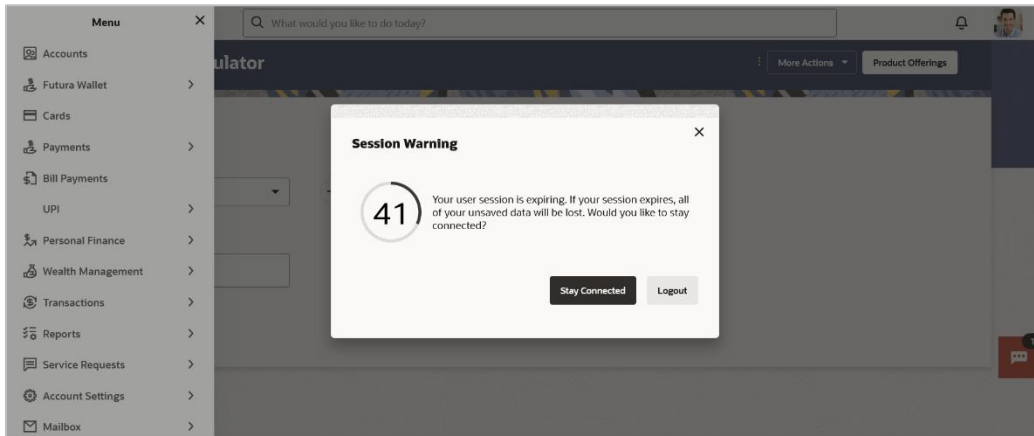 Menu
What would you like to do today?
Accounts
ulator
More Actions
Product Offerings
Futura Wallet
Cards
Payments
Bill Payments
UPI
Personal Finance
Wealth Management
Transactions
Reports
Service Requests
Account Settings
Mailbox
Session Warning
41
Your user session is expiring. If your session expires, all
of your unsaved data will be lost. Would you like to stay
connected?
Stay Connected
Logout